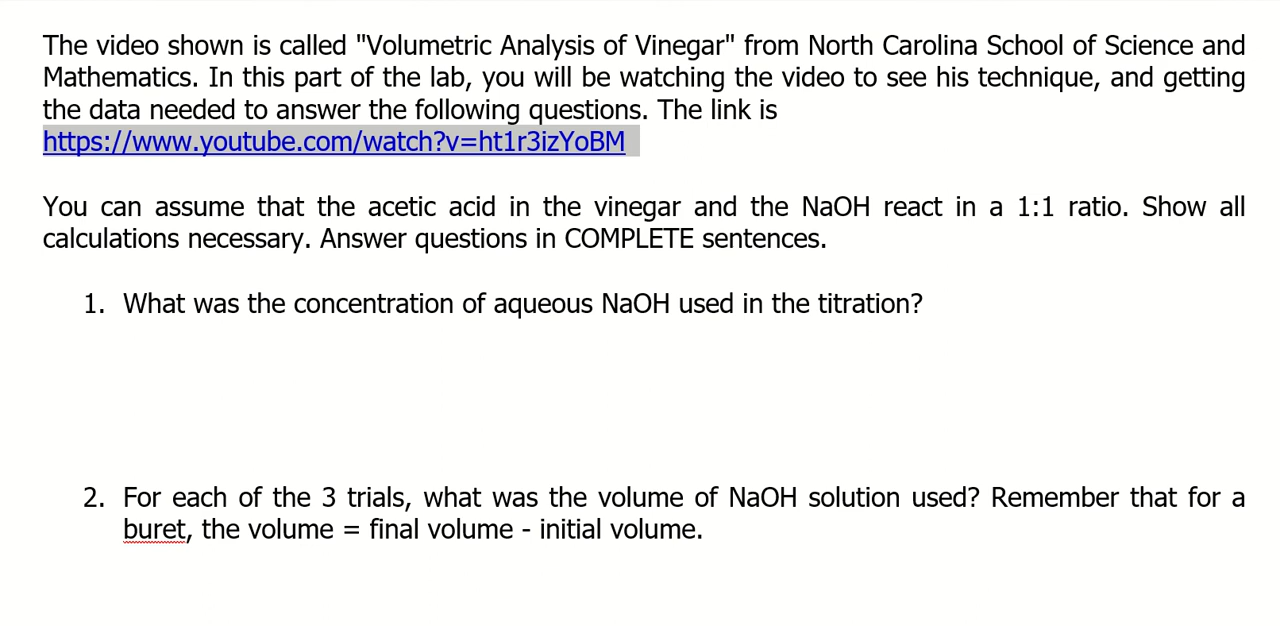 The video shown is called "Volumetric Analysis of Vinegar" from North Carolina School of Science and
Mathematics. In this part of the lab, you will be watching the video to see his technique, and getting
the data needed to answer the following questions. The link is
https://www.youtube.com/watch?v=ht1r3izYoBM
You can assume that the acetic acid in the vinegar and the NaOH react in a 1:1 ratio. Show all
calculations necessary. Answer questions in COMPLETE sentences.
1. What was the concentration of aqueous NaOH used in the titration?
2. For each of the 3 trials, what was the volume of NaOH solution used? Remember that for a
buret, the volume = final volume - initial volume.